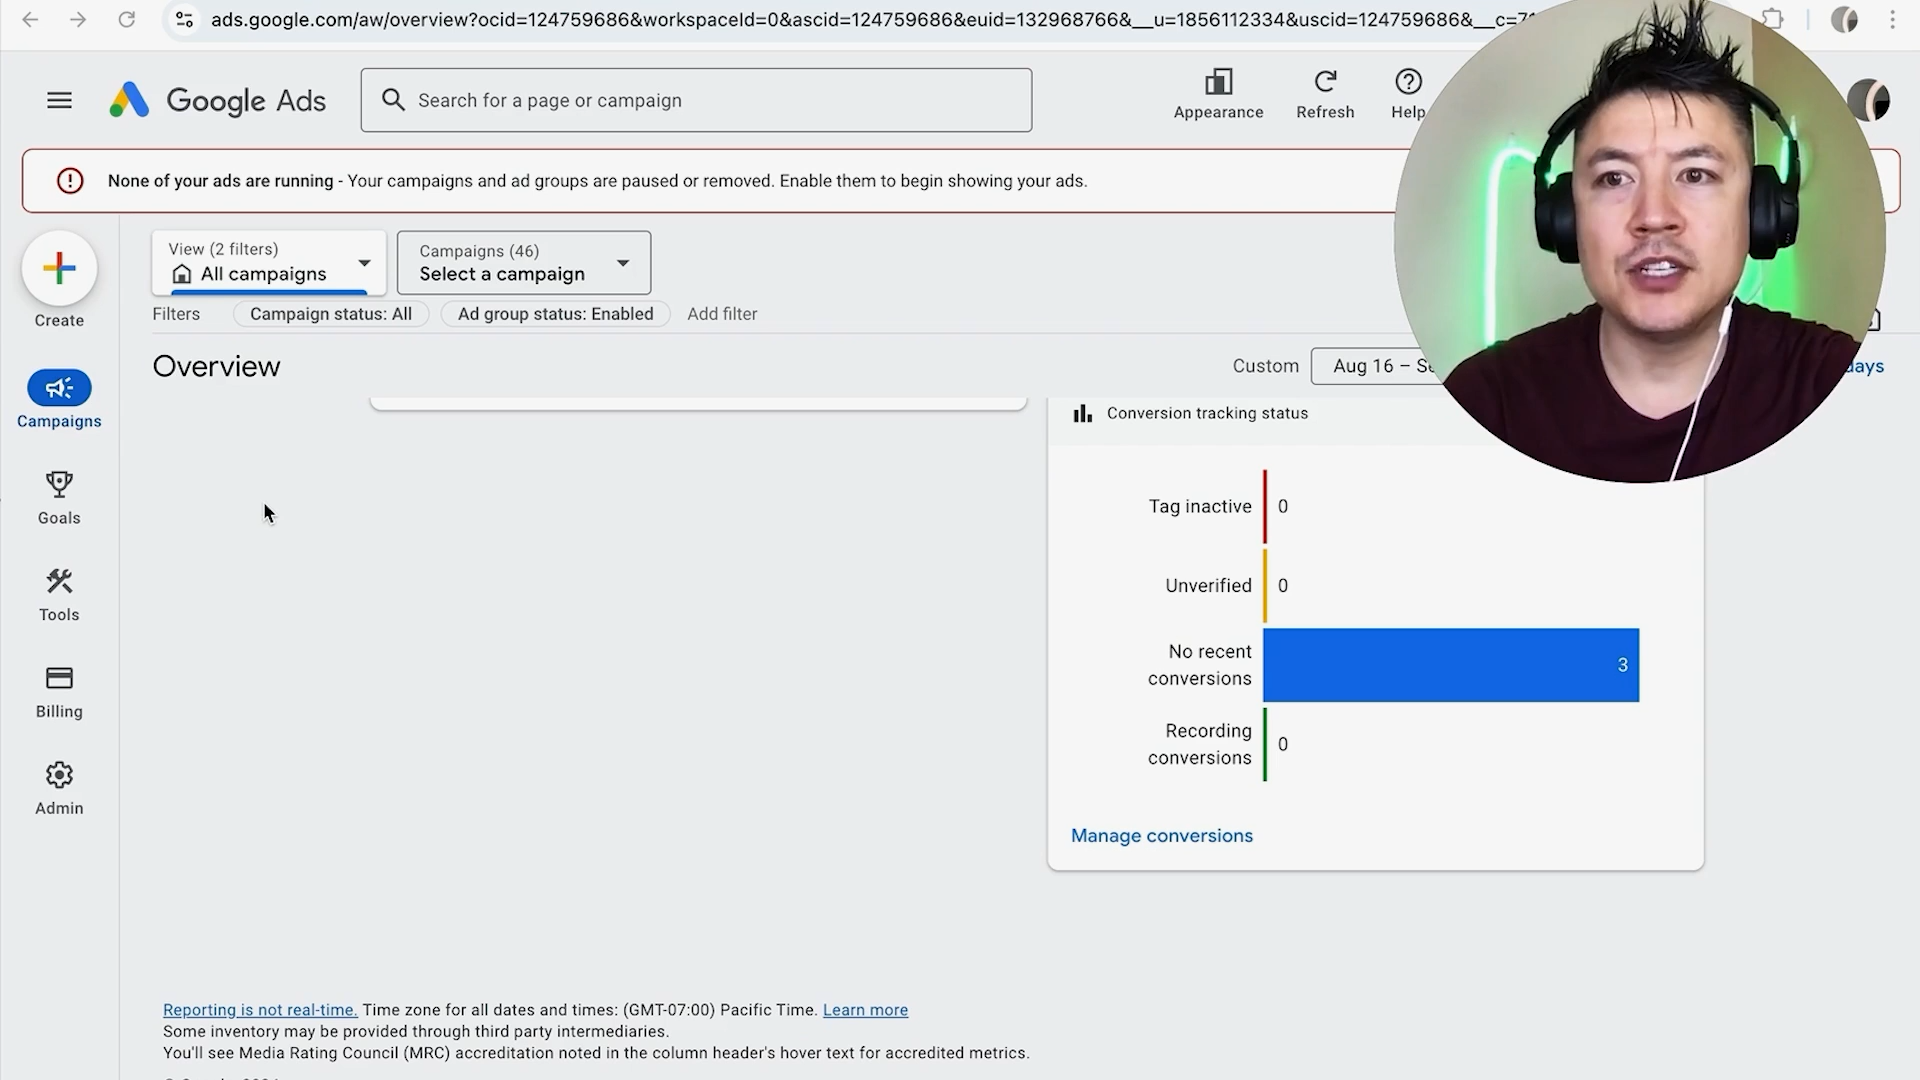 ads.google.com/aw/overview?ocid=124759686&workspaceId=0&ascid=124759686&euid=132968766&__u=1856112334&uscid=124759686&__c=71
Google Ads
Search for a page or campaign
Appearance
Refresh
Help
None of your ads are running - Your campaigns and ad groups are paused or removed. Enable them to begin showing your ads.
Create
Campaigns
Goals
Tools
Billing
Admin
View (2 filters)
All campaigns
Campaigns (46)
Select a campaign
Filters
Campaign status: All
Ad group status: Enabled
Add filter
Overview
Custom
Aug 16 –
days
Conversion tracking status
Tag inactive 0
Unverified 0
No recent conversions 3
Recording conversions 0
Manage conversions
Reporting is not real-time. Time zone for all dates and times: (GMT-07:00) Pacific Time. Learn more
Some inventory may be provided through third party intermediaries.
You'll see Media Rating Council (MRC) accreditation noted in the column header's hover text for accredited metrics.